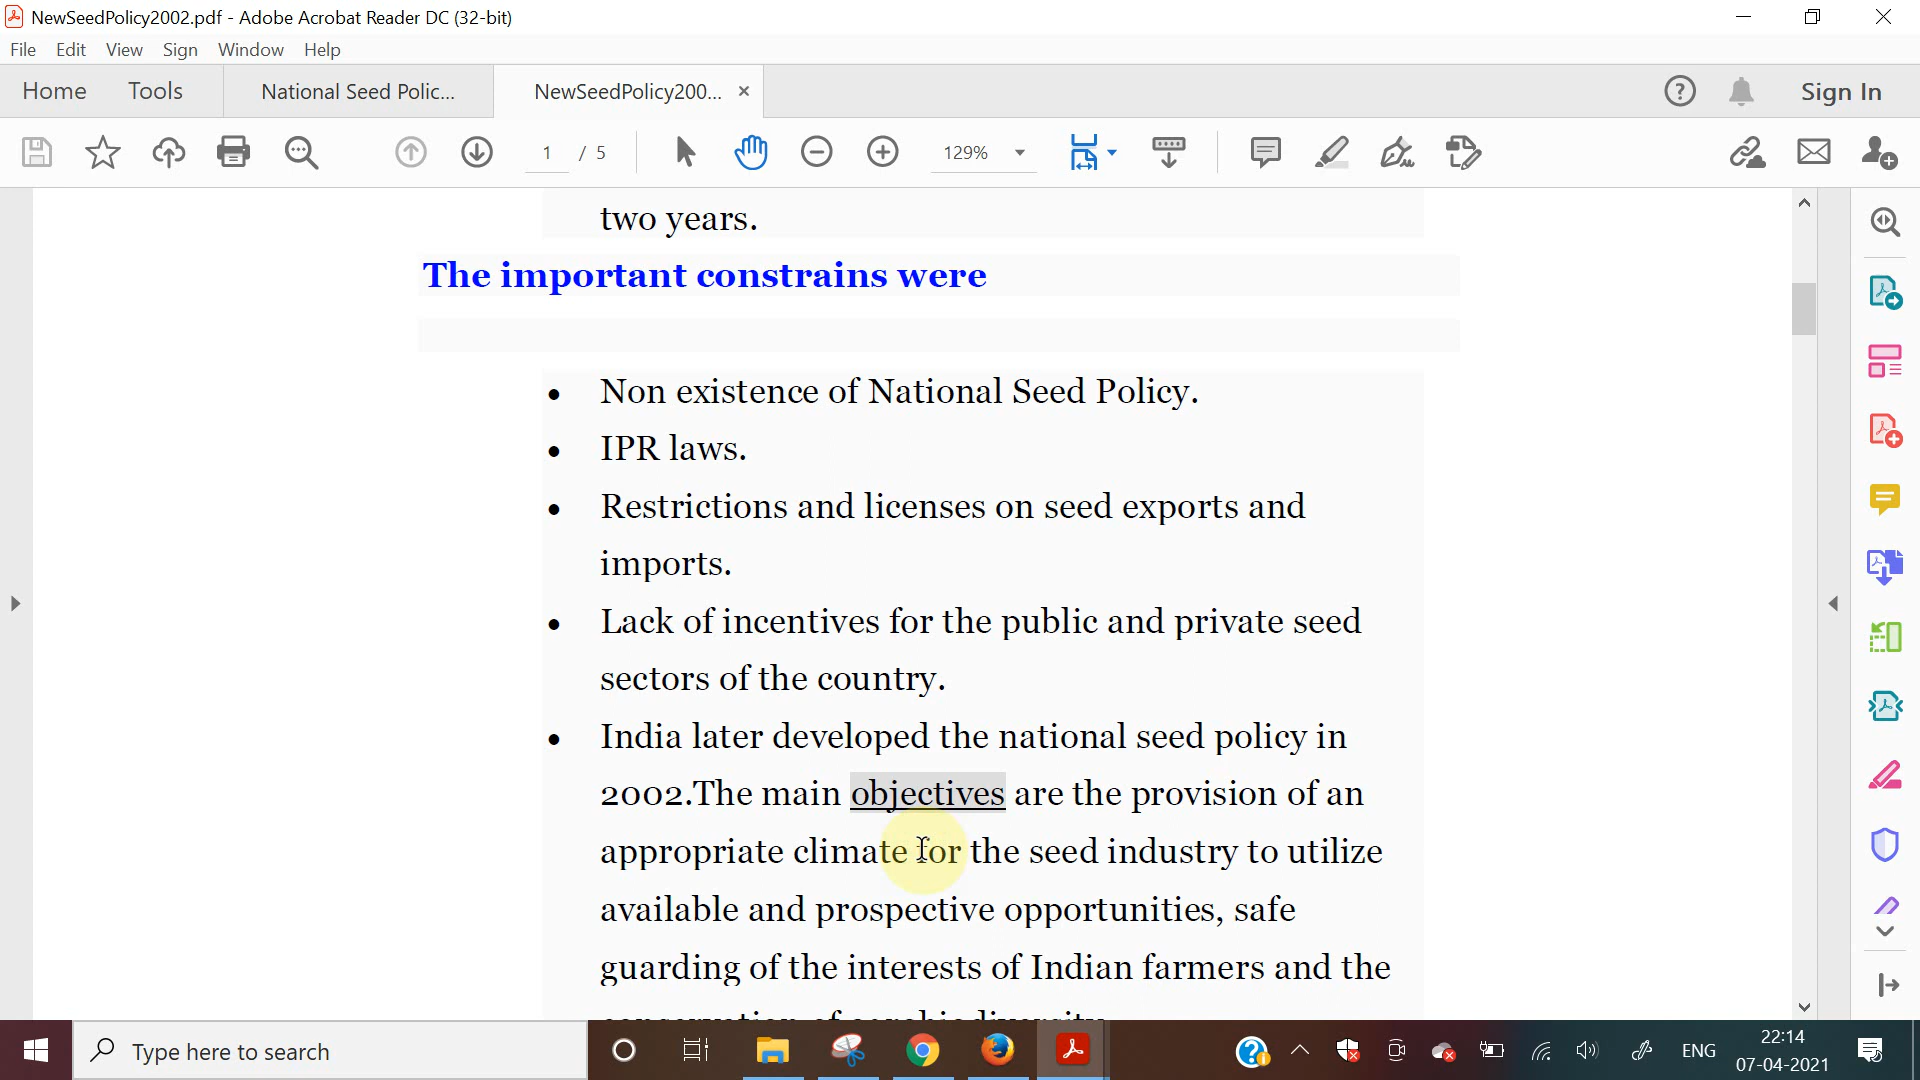 NewSeedPolicy2002.pdf - Adobe Acrobat Reader DC (32-bit)
File Edit View Sign Window Help
Home Tools National Seed Polic... NewSeedPolicy200... × Sign In
1 / 5 129%
two years.
The important constrains were
• Non existence of National Seed Policy.
• IPR laws.
• Restrictions and licenses on seed exports and
imports.
• Lack of incentives for the public and private seed
sectors of the country.
• India later developed the national seed policy in
2002.The main objectives are the provision of an
appropriate climate for the seed industry to utilize
available and prospective opportunities, safe
guarding of the interests of Indian farmers and the
conservation of agrobiodiversity.
Type here to search
ENG
22:14
07-04-2021